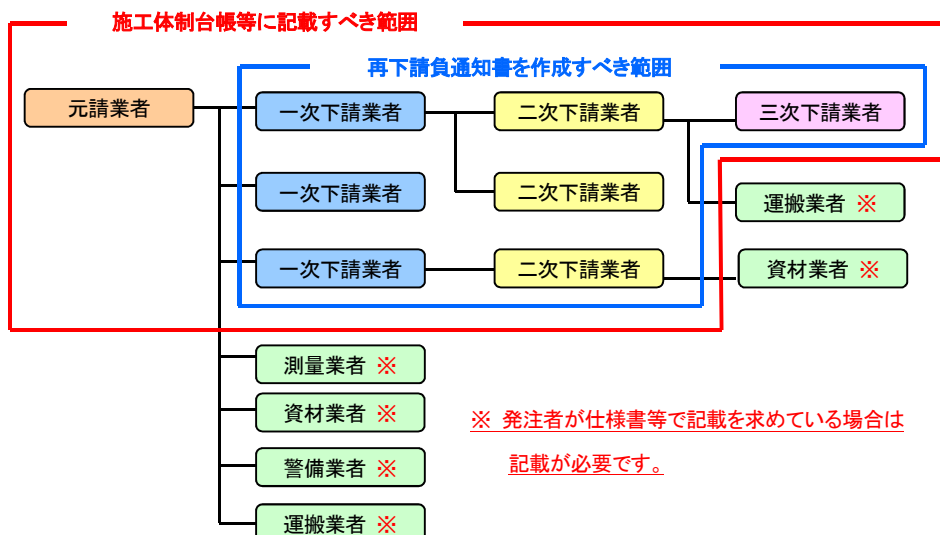 施工体制台帳等に記載すべき範囲
再下請負通知書を作成すべき範囲
元請業者
一次下請業者
二次下請業者
三次下請業者
一次下請業者
二次下請業者
運搬業者 ※
一次下請業者
二次下請業者
資材業者 ※
測量業者 ※
資材業者 ※
警備業者 ※
運搬業者 ※
※ 発注者が仕様書等で記載を求めている場合は
記載が必要です。